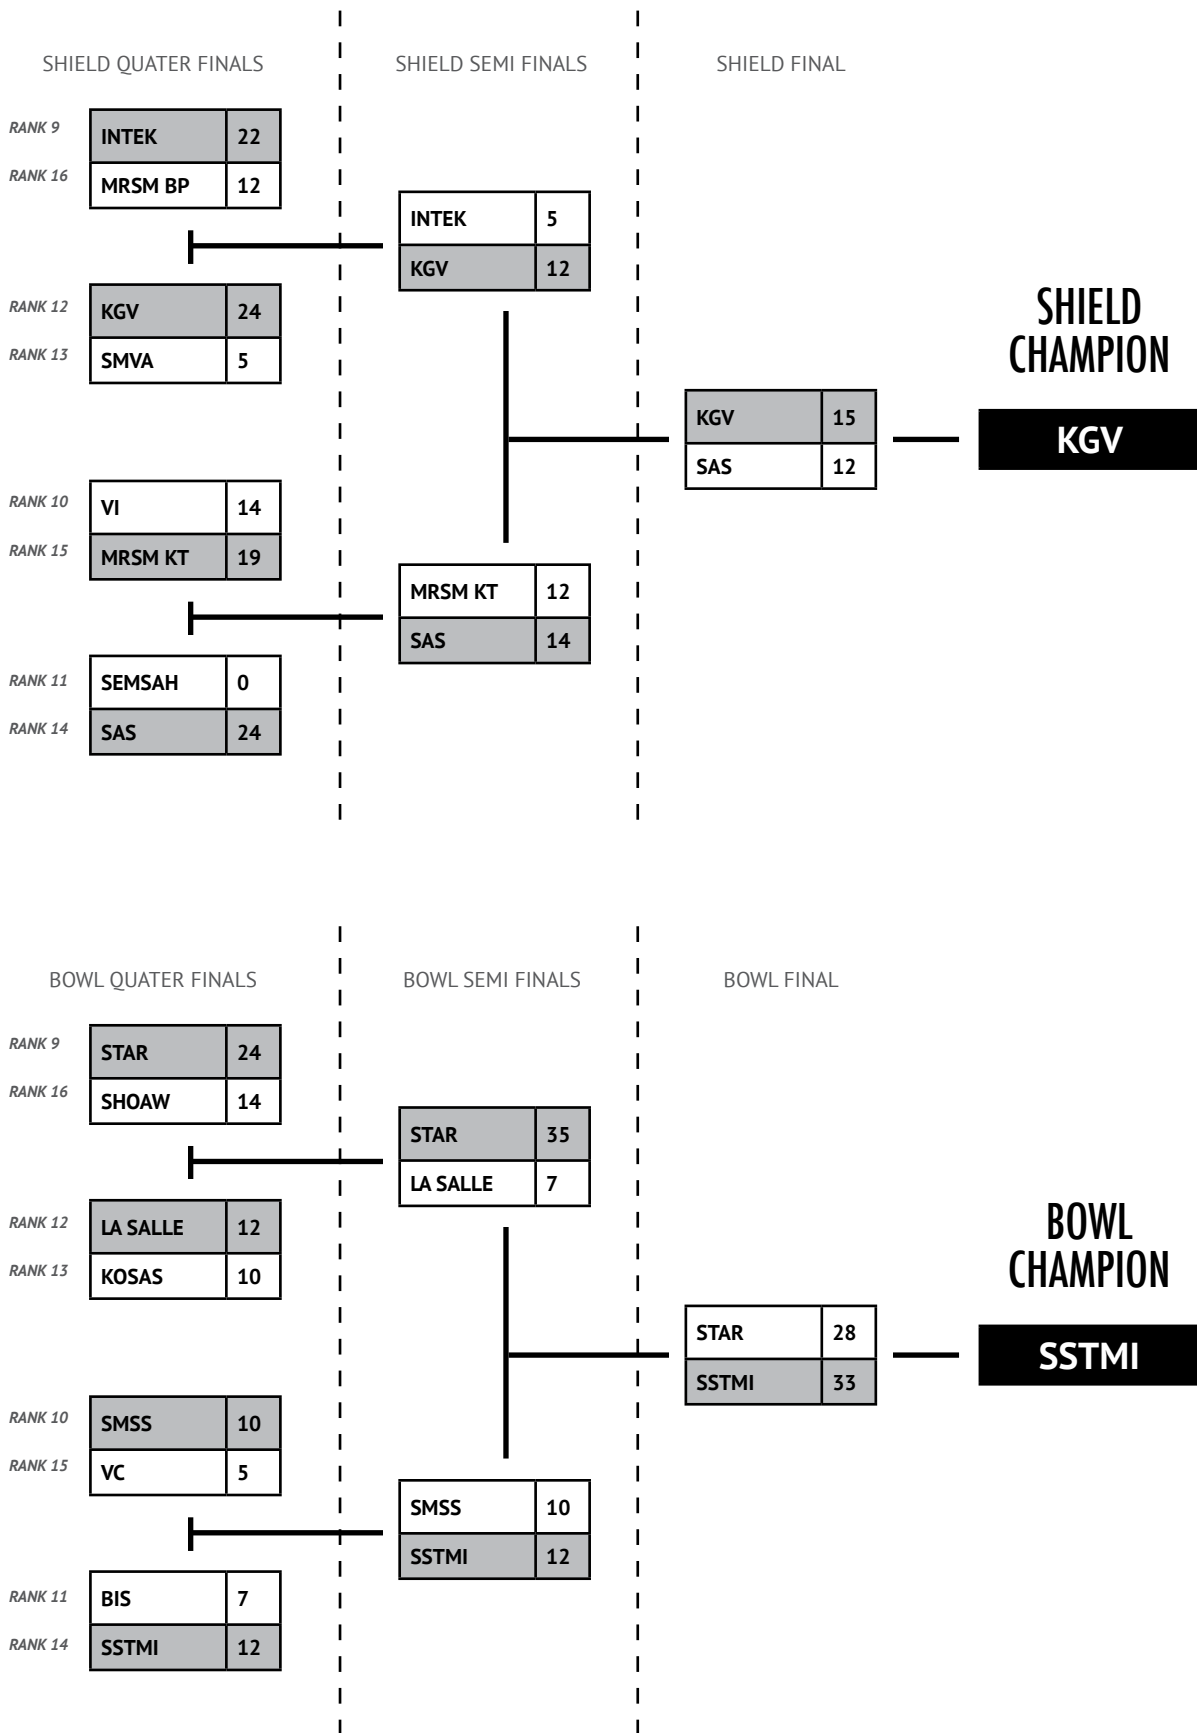 SHIELD QUATER FINALS
SHIELD SEMI FINALS
SHIELD FINAL
RANK 9
INTEK 22
RANK 16
MRSM BP 12
INTEK 5
KGV 12
RANK 12
KGV 24
RANK 13
SMVA 5
SHIELD
CHAMPION
KGV 15
SAS 12
KGV
RANK 10
VI 14
RANK 15
MRSM KT 19
MRSM KT 12
SAS 14
RANK 11
SEMSAH 0
RANK 14
SAS 24
BOWL QUATER FINALS
BOWL SEMI FINALS
BOWL FINAL
RANK 9
STAR 24
RANK 16
SHOAW 14
STAR 35
LA SALLE 7
RANK 12
LA SALLE 12
RANK 13
KOSAS 10
BOWL
CHAMPION
STAR 28
SSTMI 33
SSTMI
RANK 10
SMSS 10
RANK 15
VC 5
SMSS 10
SSTMI 12
RANK 11
BIS 7
RANK 14
SSTMI 12